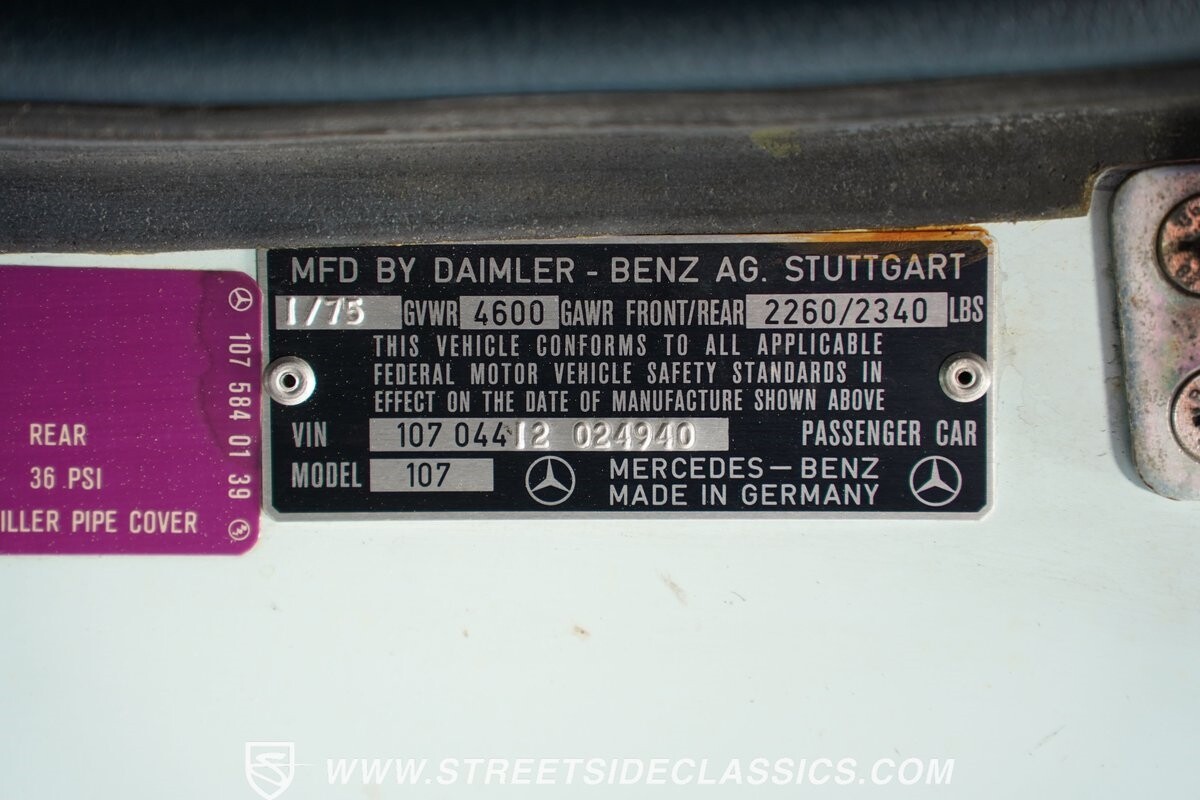 MFD BY DAIMLER - BENZ AG. STUTTGART
1/75 GVWR 4600 GAWR FRONT/REAR 2260/2340 LBS
THIS VEHICLE CONFORMS TO ALL APPLICABLE
FEDERAL MOTOR VEHICLE SAFETY STANDARDS IN
EFFECT ON THE DATE OF MANUFACTURE SHOWN ABOVE
VIN 107 044 12 024940 PASSENGER CAR
MODEL 107 MERCEDES-BENZ
MADE IN GERMANY
107 584 01 39
REAR
36 PSI
ILLER PIPE COVER
WWW.STREETSIDECLASSICS.COM